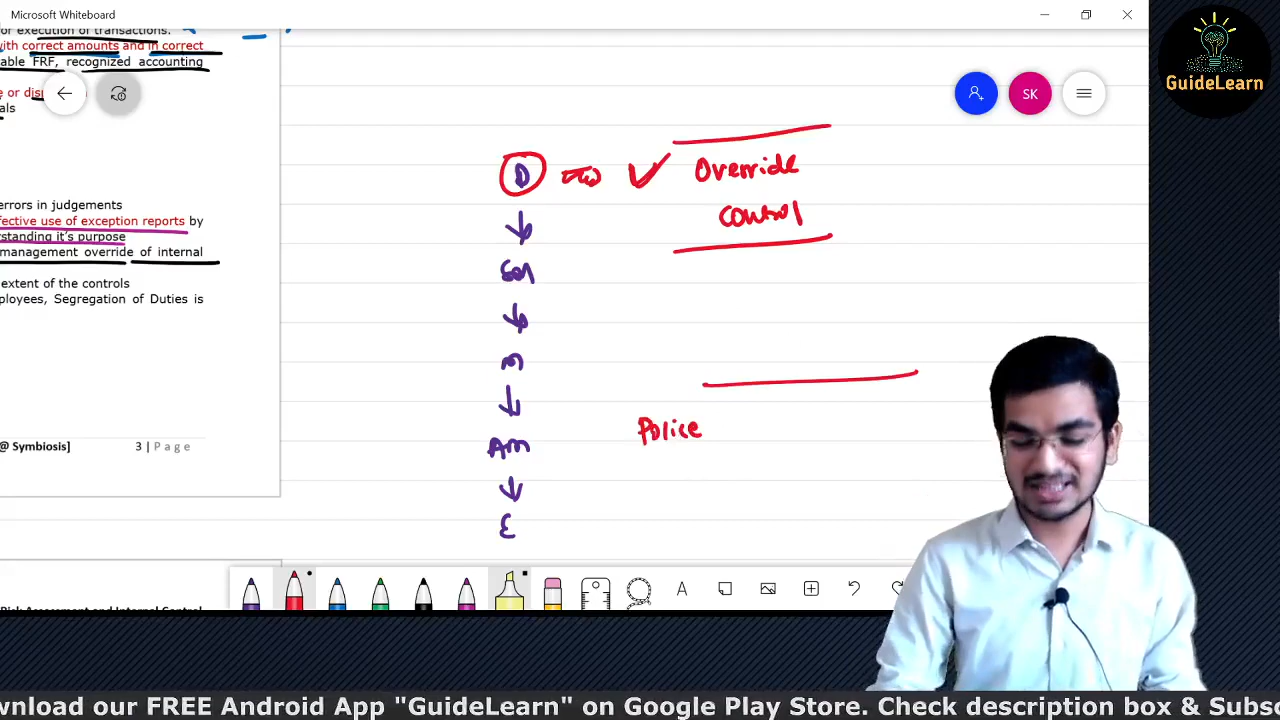 Microsoft Whiteboard
or execution of transactions.
with correct amounts and in correct
able FRF, recognized accounting
e or dis
als
errors in judgements
ffective use of exception reports by
standing it's purpose
management override of internal
extent of the controls
ployees, Segregation of Duties is
@ Symbiosis]
3 | Page
SK
GuideLearn
D
Override
control
Am
E
Police
Risk Assessment and Internal Control
A
wnload our FREE Android App "GuideLearn" on Google Play Store. Check description box & Subsc